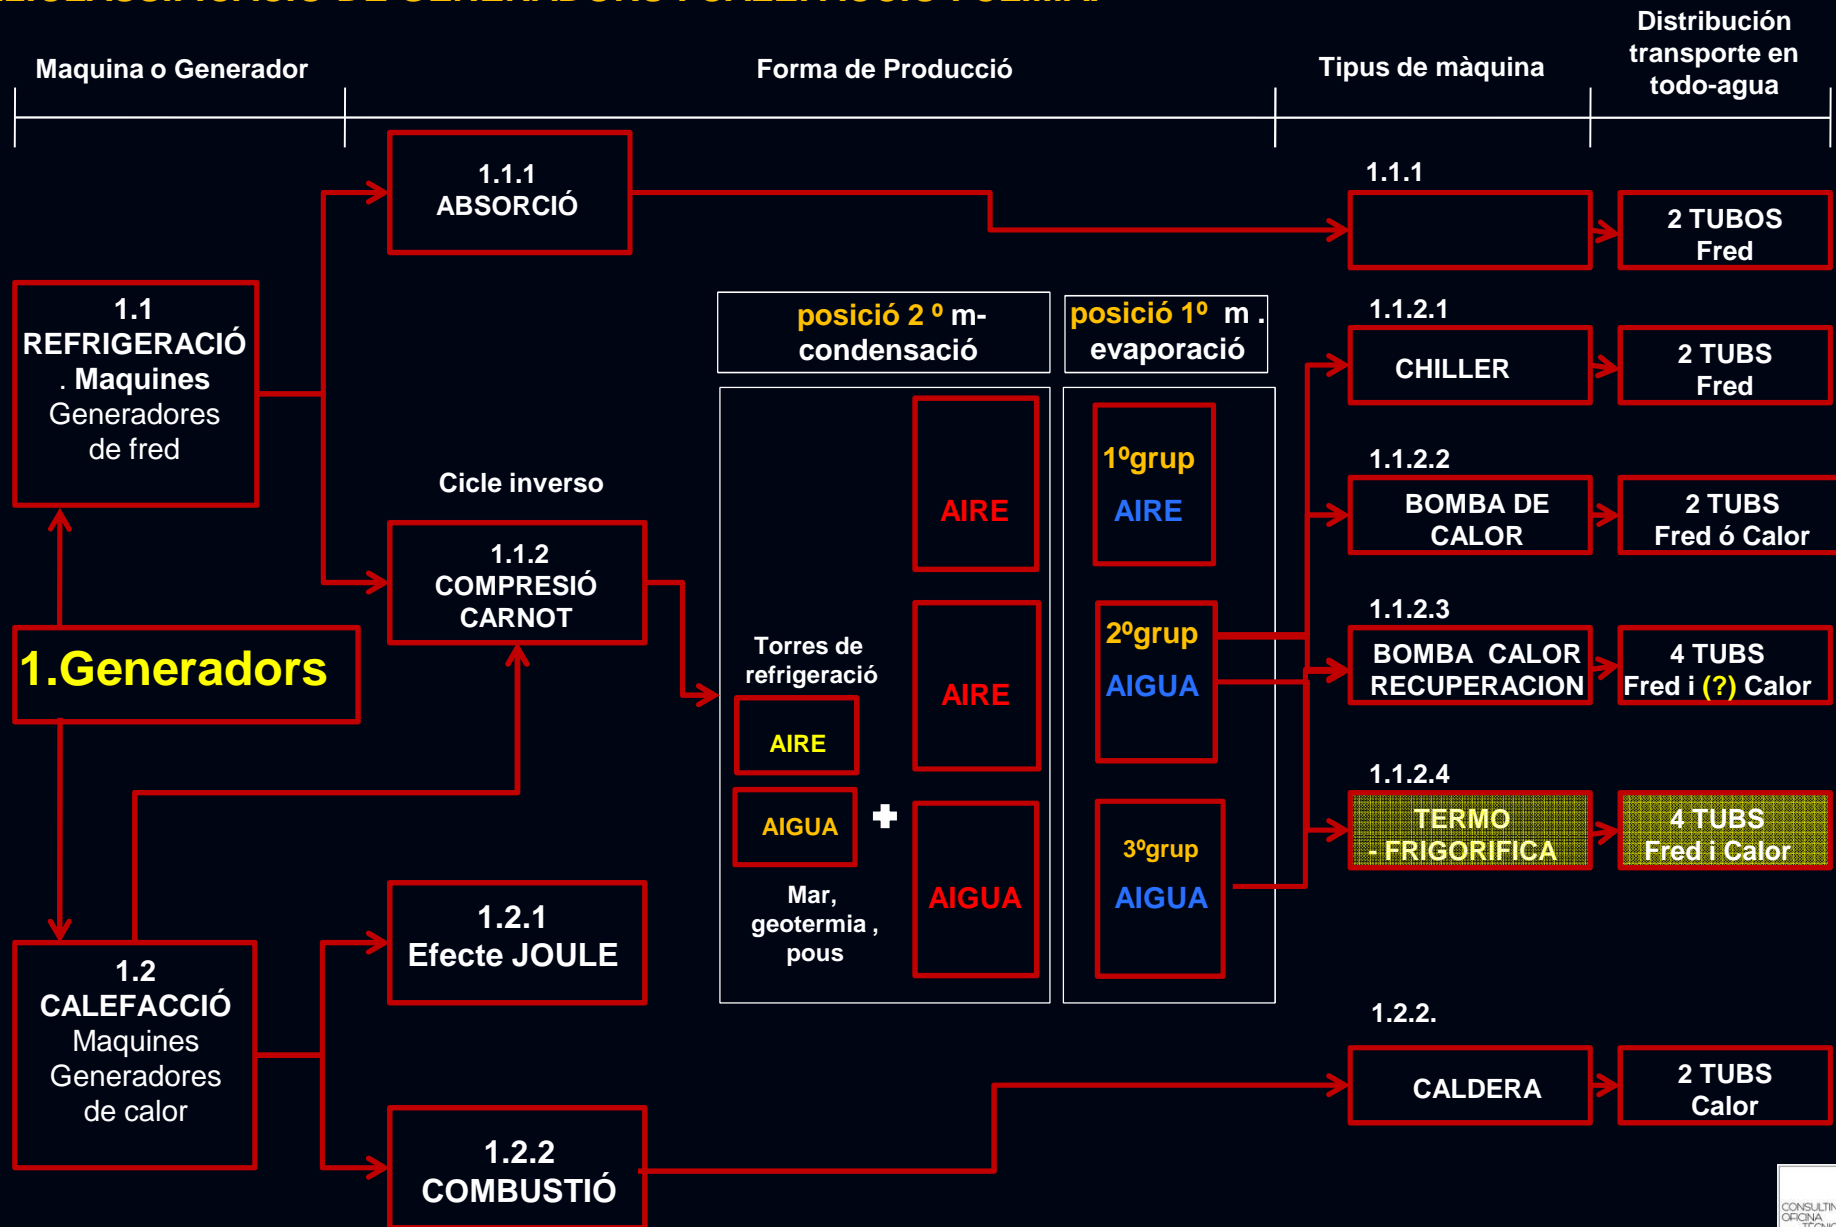 Maquina o Generador
Forma de Producció
Tipus de màquina
Distribución
transporte en
todo-agua
1.1.1
ABSORCIÓ
1.1.1
2 TUBOS
Fred
1.1
REFRIGERACIÓ
. Maquines
Generadores
de fred
posició 2 º m-
condensació
posició 1º m .
evaporació
1.1.2.1
CHILLER
2 TUBS
Fred
Cicle inverso
1.1.2
COMPRESIÓ
CARNOT
AIRE
1ºgrup
AIRE
1.1.2.2
BOMBA DE
CALOR
2 TUBS
Fred ó Calor
1.Generadors
Torres de
refrigeració
AIRE
AIRE
2ºgrup
AIGUA
1.1.2.3
BOMBA CALOR
RECUPERACION
4 TUBS
Fred i (?) Calor
AIGUA
+
Mar,
geotermia ,
pous
AIGUA
3ºgrup
AIGUA
1.1.2.4
TERMO
- FRIGORIFICA
4 TUBS
Fred i Calor
1.2
CALEFACCIÓ
Maquines
Generadores
de calor
1.2.1
Efecte JOULE
1.2.2
COMBUSTIÓ
1.2.2.
CALDERA
2 TUBS
Calor
OFICINA